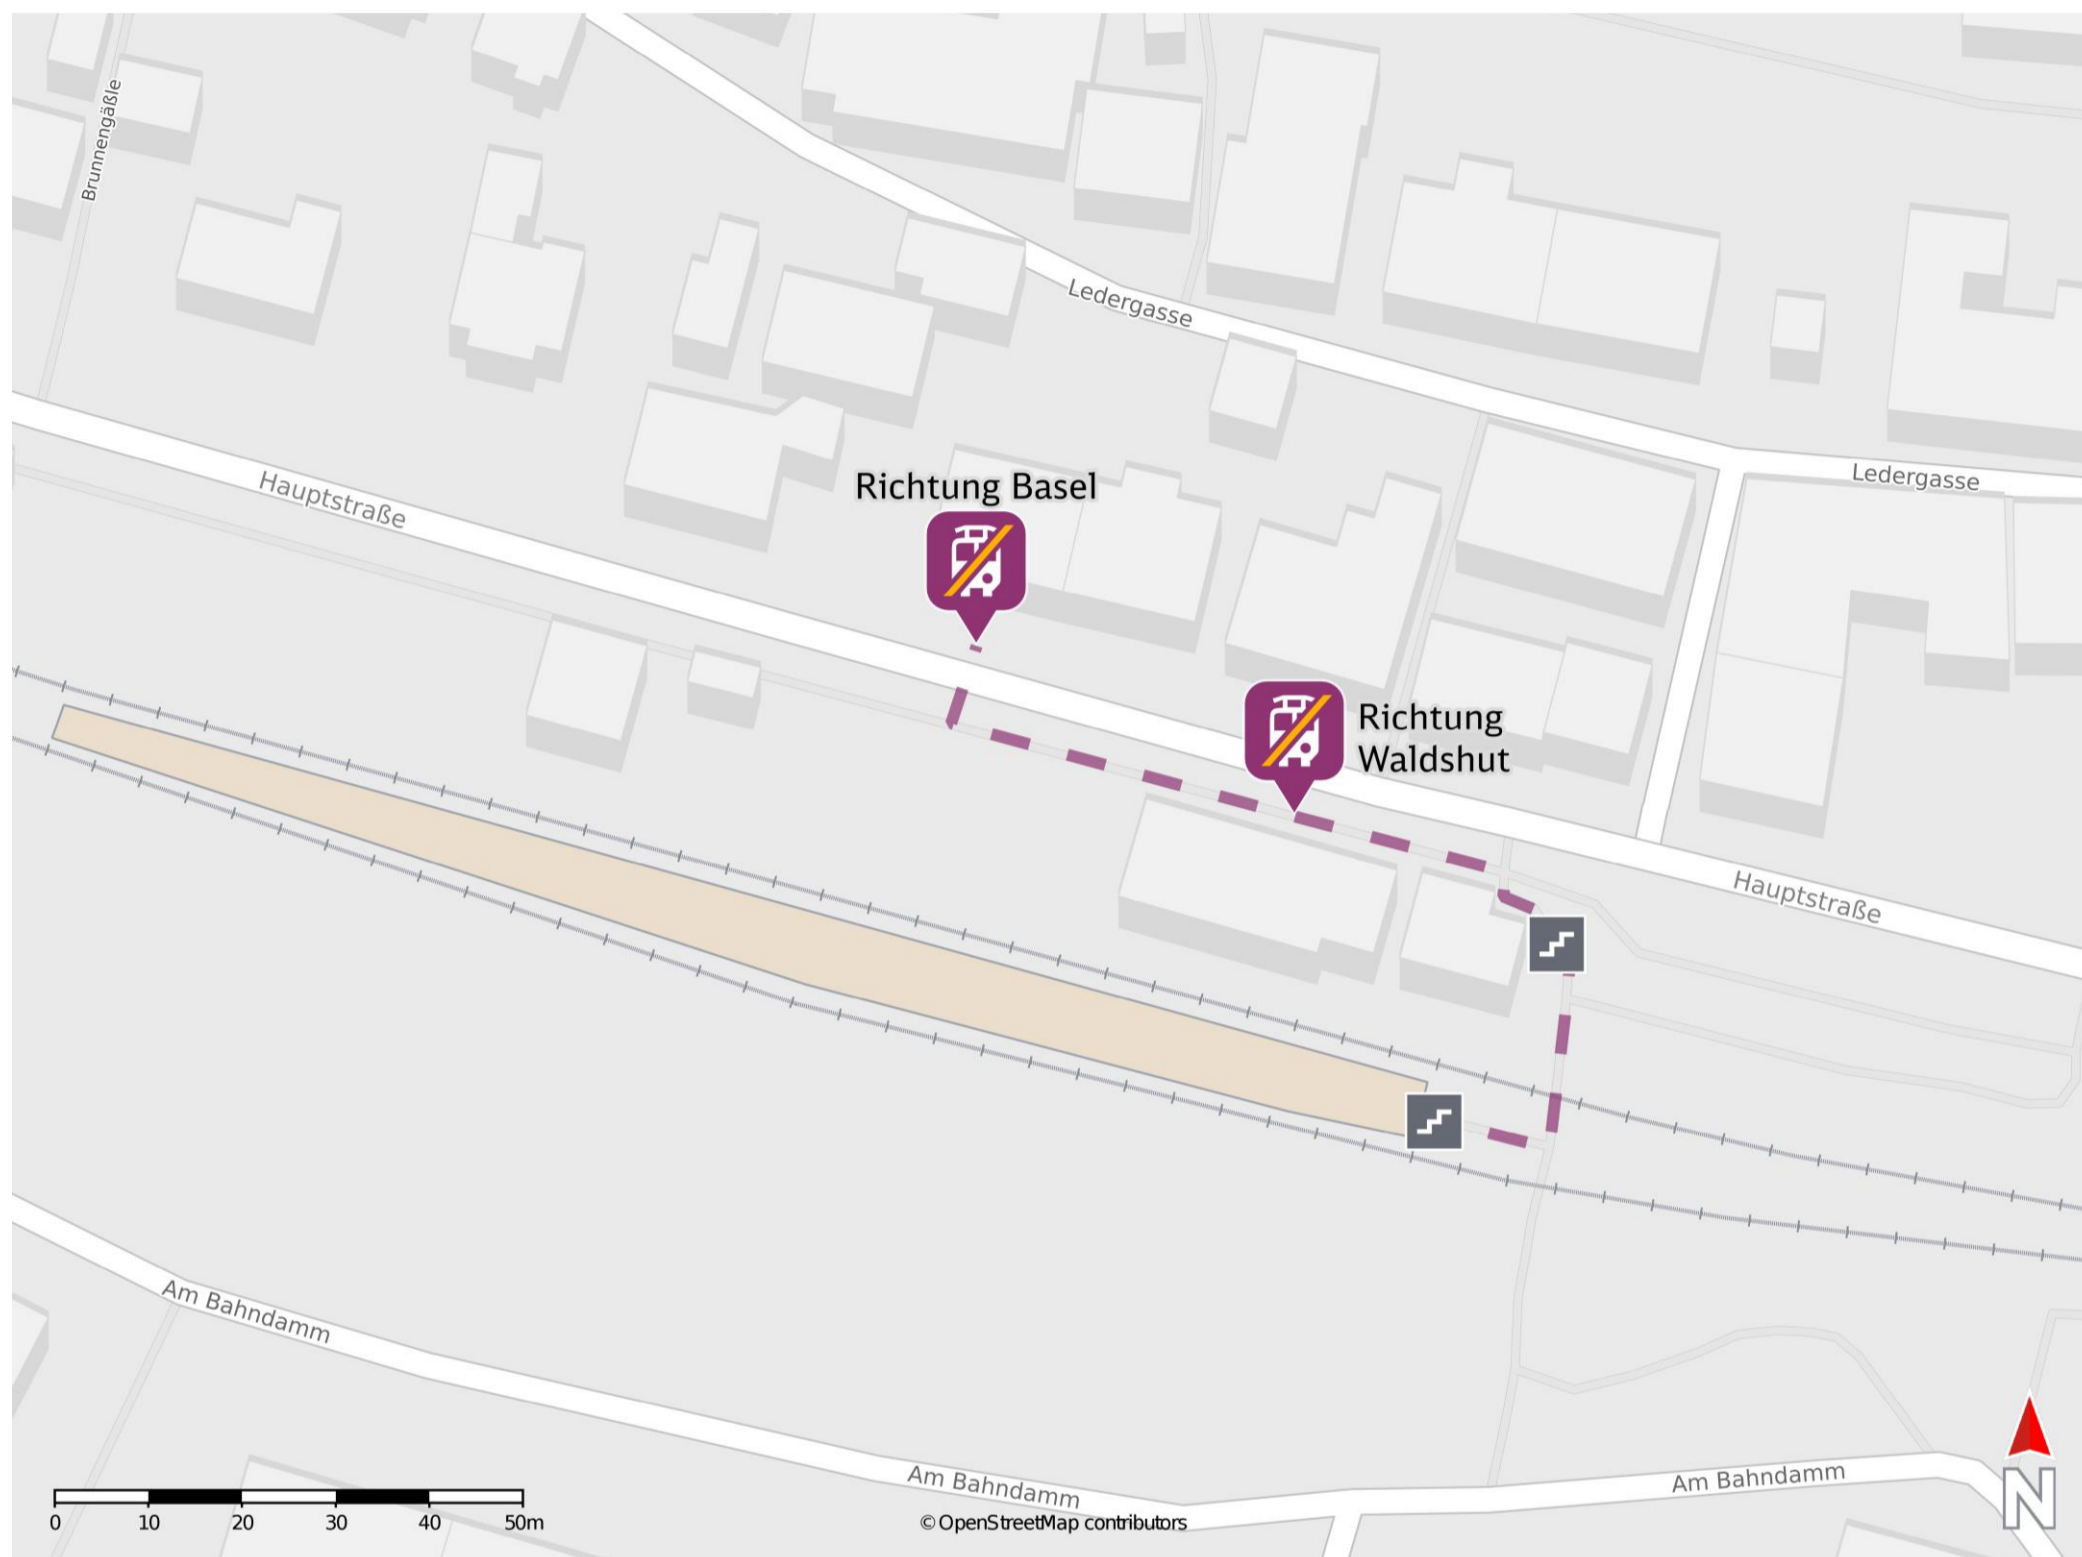 Brunnengäßle
Ledergasse
Ledergasse
Hauptstraße
Richtung Basel
Richtung
Waldshut
Hauptstraße
Am Bahndamm
Am Bahndamm
Am Bahndamm
N
0 10 20 30 40 50m
© OpenStreetMap contributors